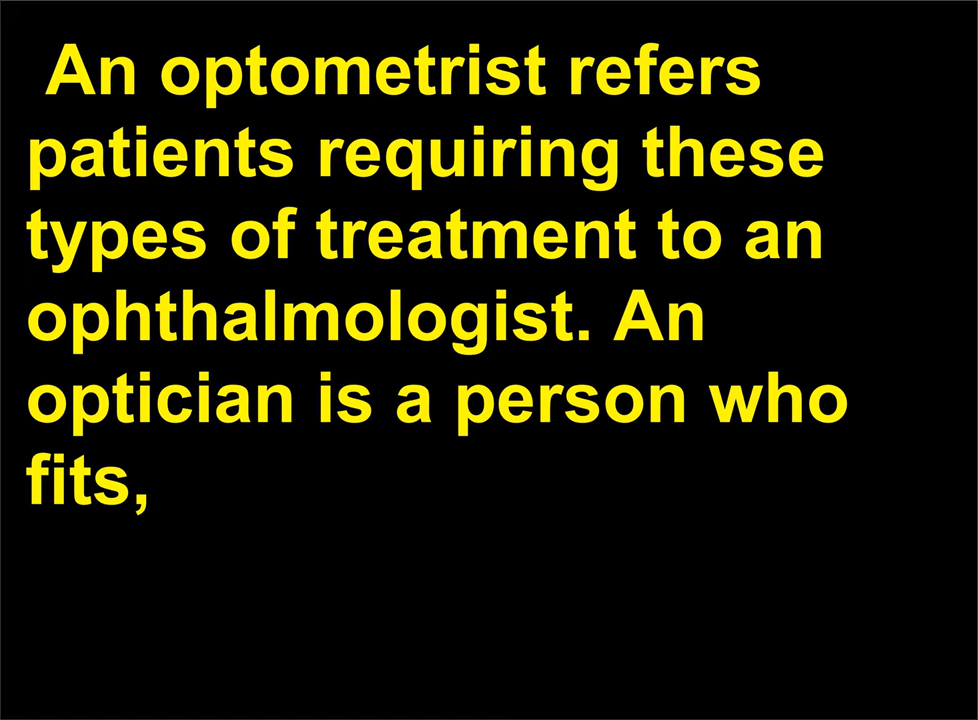 An optometrist refers
patients requiring these
types of treatment to an
ophthalmologist. An
optician is a person who
fits,